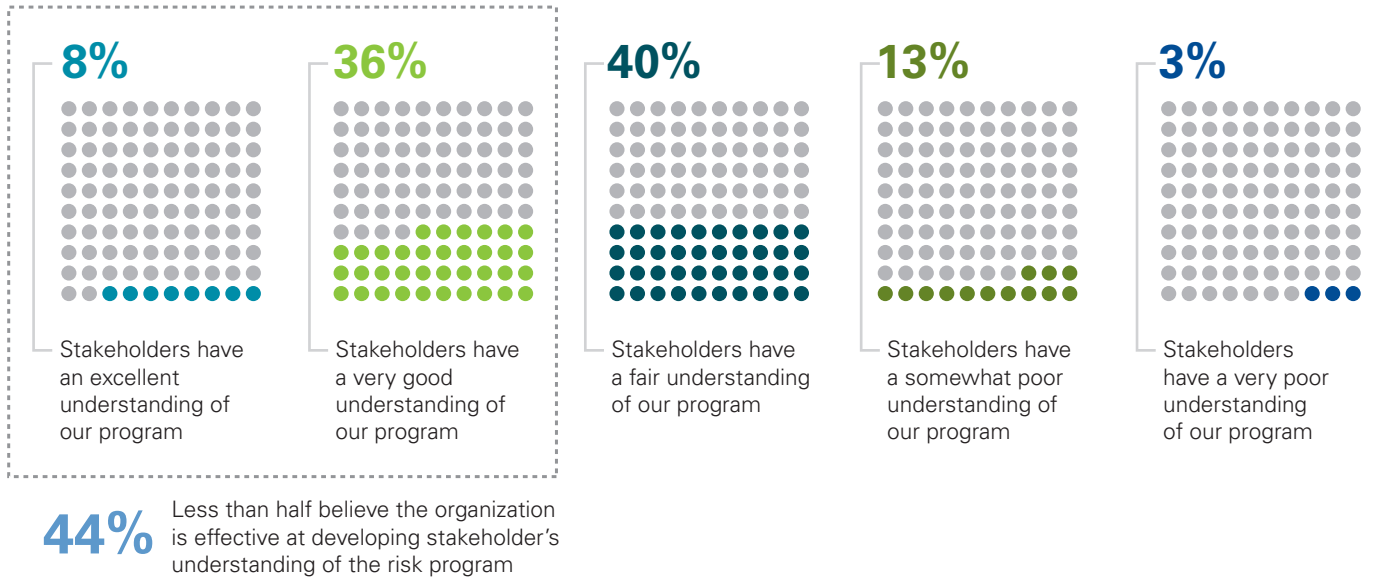 8%
Stakeholders have
an excellent
understanding of
our program
36%
Stakeholders have
a very good
understanding of
our program
40%
Stakeholders have
a fair understanding
of our program
13%
Stakeholders have
a somewhat poor
understanding of
our program
3%
Stakeholders
have a very poor
understanding
of our program
44%
Less than half believe the organization
is effective at developing stakeholder’s
understanding of the risk program